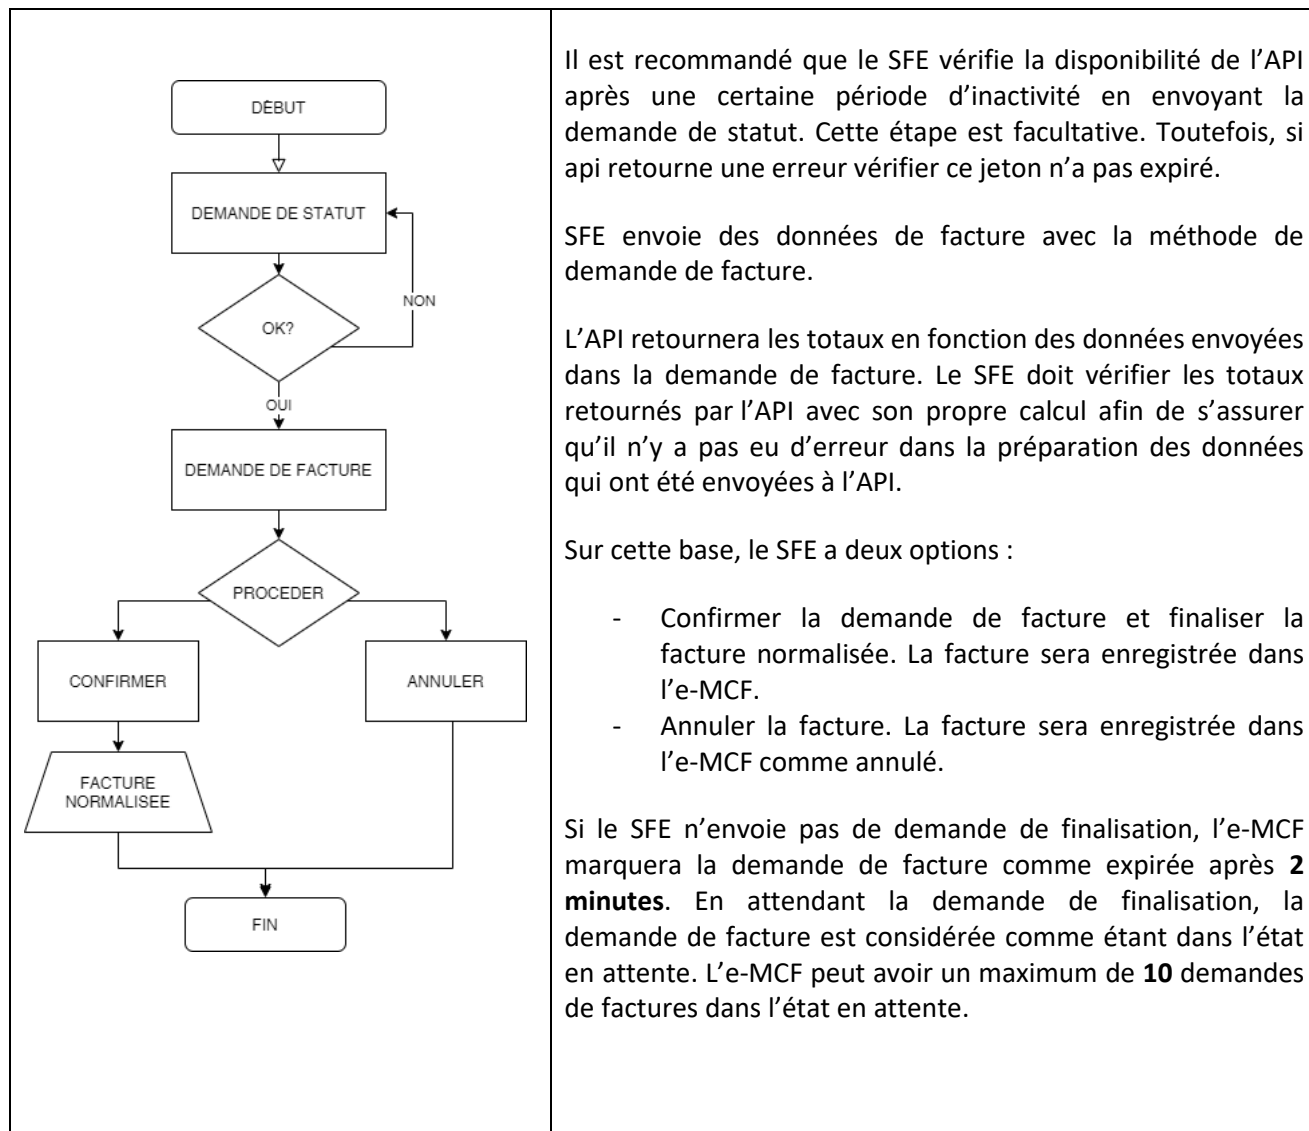 DÉBUT
DEMANDE DE STATUT
NON
OK?
OUI
DEMANDE DE FACTURE
PROCEDER
CONFIRMER
ANNULER
FACTURE
NORMALISEE
FIN
Il est recommandé que le SFE vérifie la disponibilité de l’API
après une certaine période d’inactivité en envoyant la
demande de statut. Cette étape est facultative. Toutefois, si
api retourne une erreur vérifier ce jeton n’a pas expiré.
SFE envoie des données de facture avec la méthode de
demande de facture.
L’API retournera les totaux en fonction des données envoyées
dans la demande de facture. Le SFE doit vérifier les totaux
retournés par l’API avec son propre calcul afin de s’assurer
qu’il n’y a pas eu d’erreur dans la préparation des données
qui ont été envoyées à l’API.
Sur cette base, le SFE a deux options :
- Confirmer la demande de facture et finaliser la
facture normalisée. La facture sera enregistrée dans
l’e-MCF.
- Annuler la facture. La facture sera enregistrée dans
l’e-MCF comme annulé.
Si le SFE n’envoie pas de demande de finalisation, l’e-MCF
marquera la demande de facture comme expirée après 2
minutes. En attendant la demande de finalisation, la
demande de facture est considérée comme étant dans l’état
en attente. L’e-MCF peut avoir un maximum de 10 demandes
de factures dans l’état en attente.